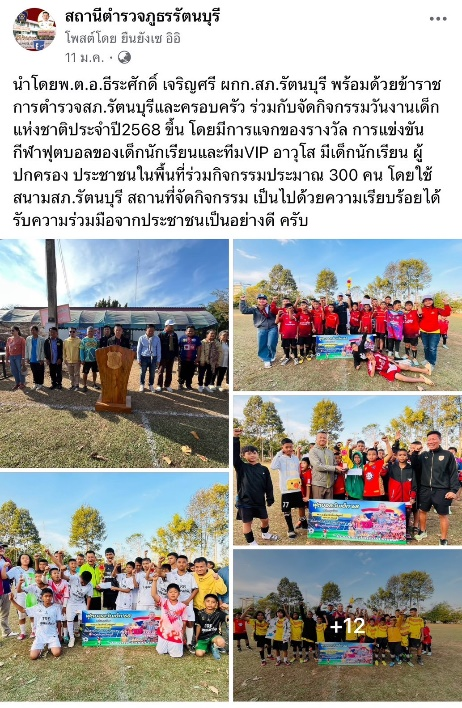 สถานีตำรวจภูธรรัตนบุรี
โพสต์โดย ยืนยังเซ อิอิ
11 ม.ค. ·
นำโดยพ.ต.อ.ธีระศักดิ์ เจริญศรี ผกก.สภ.รัตนบุรี พร้อมด้วยข้าราช
การตำรวจสภ.รัตนบุรีและครอบครัว ร่วมกับจัดกิจกรรมวันงานเด็ก
แห่งชาติประจำปี2568 ขึ้น โดยมีการแจกของรางวัล การแข่งขัน
กีฬาฟุตบอลของเด็กนักเรียนและทีมVIP อาวุโส มีเด็กนักเรียน ผู้
ปกครอง ประชาชนในพื้นที่ร่วมกิจกรรมประมาณ 300 คน โดยใช้
สนามสภ.รัตนบุรี สถานที่จัดกิจกรรม เป็นไปด้วยความเรียบร้อยได้
รับความร่วมมือจากประชาชนเป็นอย่างดี ครับ
77
+12